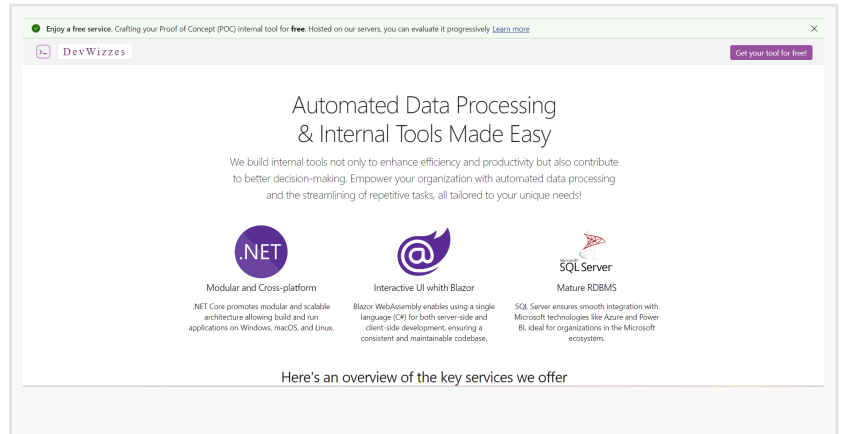 Enjoy a free service. Crafting your Proof of Concept (POC) internal tool for free. Hosted on our servers, you can evaluate it progressively Learn more
DevWizzes
Get your tool for free!
Automated Data Processing
& Internal Tools Made Easy
We build internal tools not only to enhance efficiency and productivity but also contribute
to better decision-making. Empower your organization with automated data processing
and the streamlining of repetitive tasks, all tailored to your unique needs!
.NET
Microsoft
SQL Server
Modular and Cross-platform
Interactive UI whith Blazor
Mature RDBMS
.NET Core promotes modular and scalable
architecture allowing build and run
applications on Windows, macOS, and Linux.
Blazor WebAssembly enables using a single
language (C#) for both server-side and
client-side development, ensuring a
consistent and maintainable codebase.
SQL Server ensures smooth integration with
Microsoft technologies like Azure and Power
BI, ideal for organizations in the Microsoft
ecosystem.
Here's an overview of the key services we offer